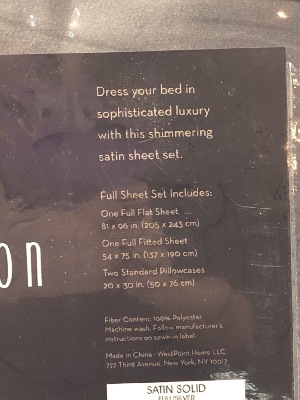 Dress your bed in
sophisticated luxury
with this shimmering
satin sheet set.
Full Sheet Set Includes:
One Full Flat Sheet
81 x 96 in. (205 x 243 cm)
One Full Fitted Sheet
54 x 75 in. (137 x 190 cm)
Two Standard Pillowcases
20 x 30 in. (50 x 76 cm)
on
Fiber Content: 100% Polyester
Machine wash. Follow manufacturer's
instructions on sewn-in label.
Made in China · WestPoint Home LLC
777 Third Avenue, New York, NY 10017
SATIN SOLID
FULL/SILVER